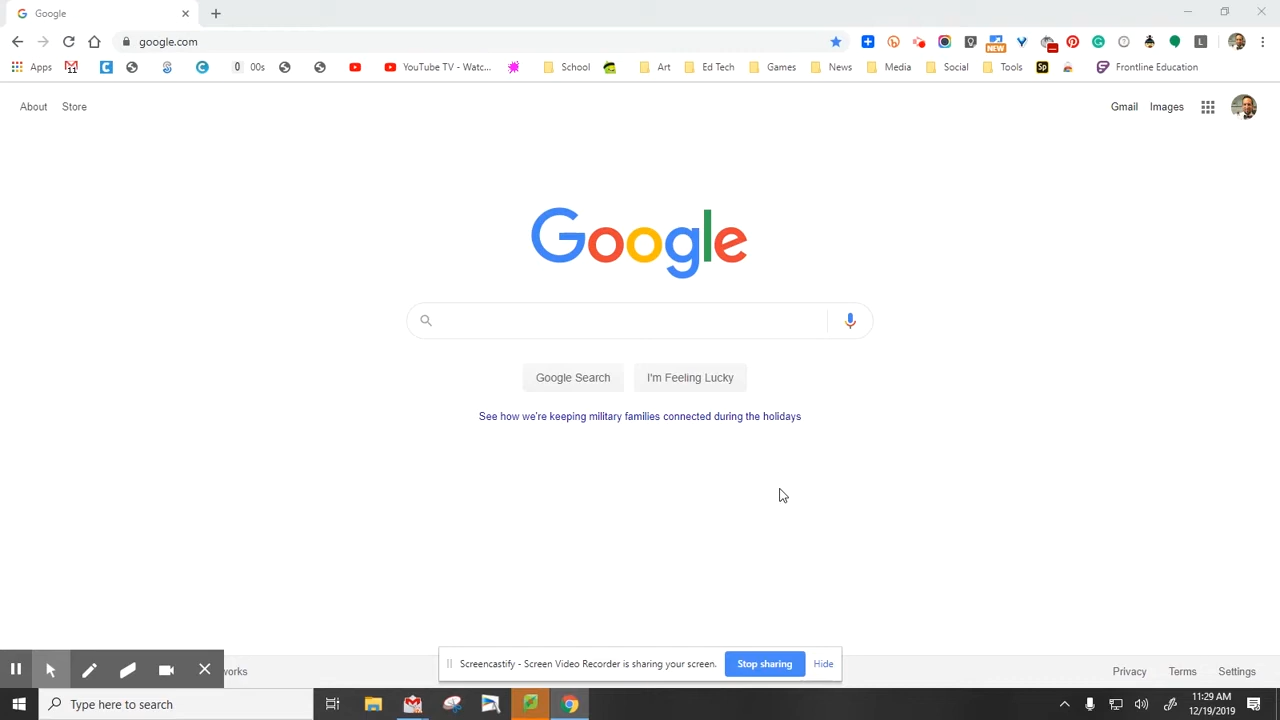 Google
google.com
NEW
Apps
00s
YouTube TV - Watc...
School
Art
Ed Tech
Games
News
Media
Social
Tools
Sp
Frontline Education
About
Store
Gmail
Images
Google
Google Search
I'm Feeling Lucky
See how we're keeping military families connected during the holidays
works
Screencastify - Screen Video Recorder is sharing your screen.
Stop sharing
Hide
Privacy
Terms
Settings
Type here to search
11:29 AM
12/19/2019